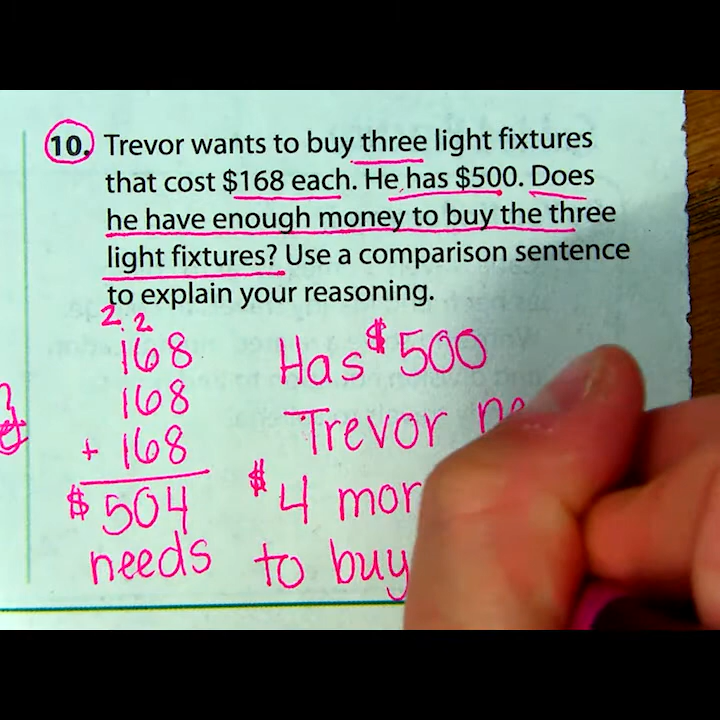 10. Trevor wants to buy three light fixtures
that cost $168 each. He has $500. Does
he have enough money to buy the three
light fixtures? Use a comparison sentence
to explain your reasoning.
2 2
168
168
+ 168
$504
needs
Has $500
Trevor
$4
to buy